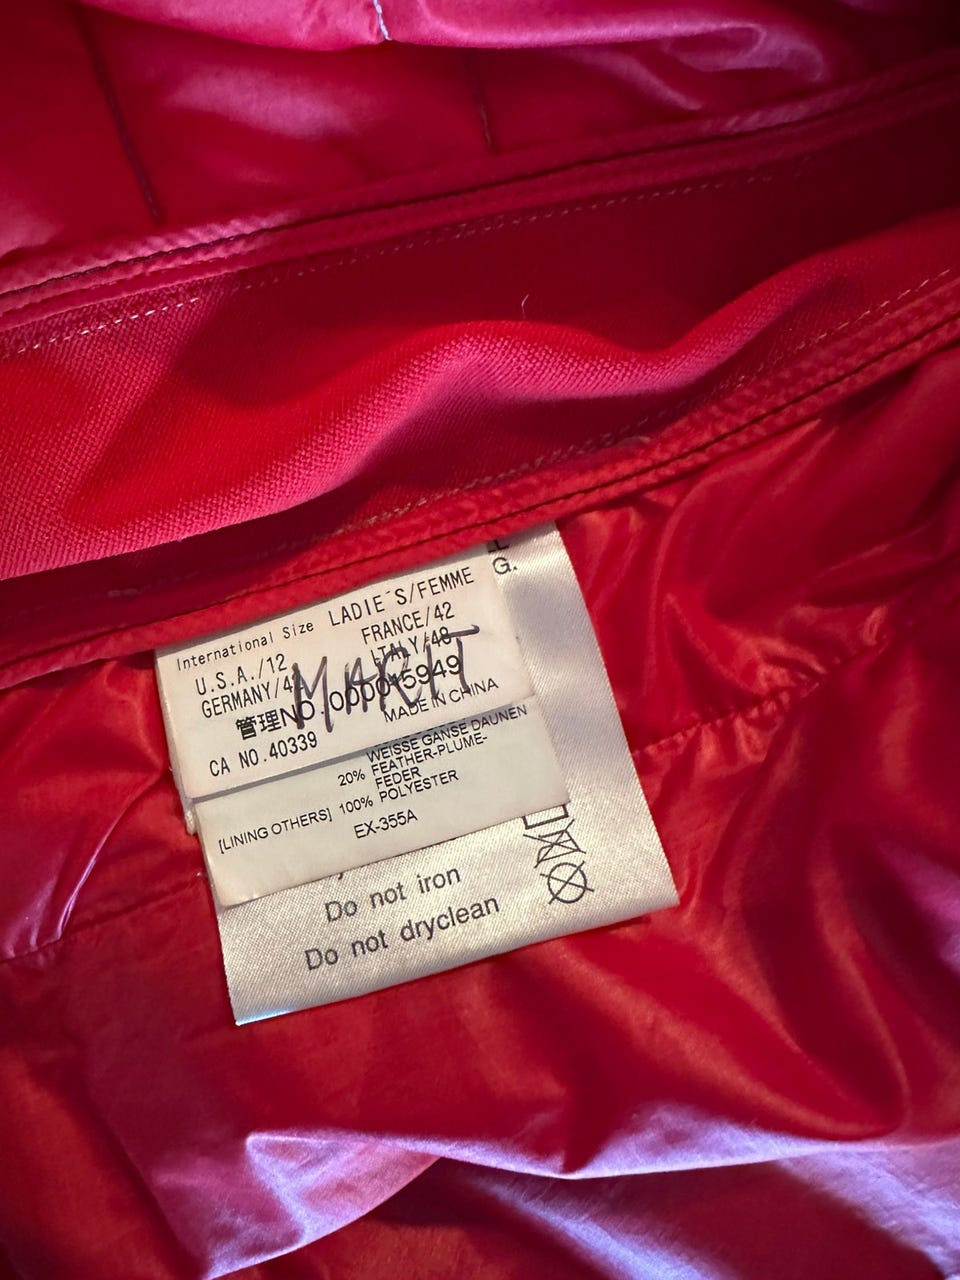 G.
International Size LADIE'S/FEMME
U.S.A./12 FRANCE/42
GERMANY/4 ITALY/48
MARIT
管理NO.000045949
MADE IN CHINA
CA NO.40339
WEISSE GANSE DAUNEN
20% FEATHER-PLUME-
FEDER
[LINING OTHERS] 100% POLYESTER
EX-355A
Do not iron
Do not dryclean